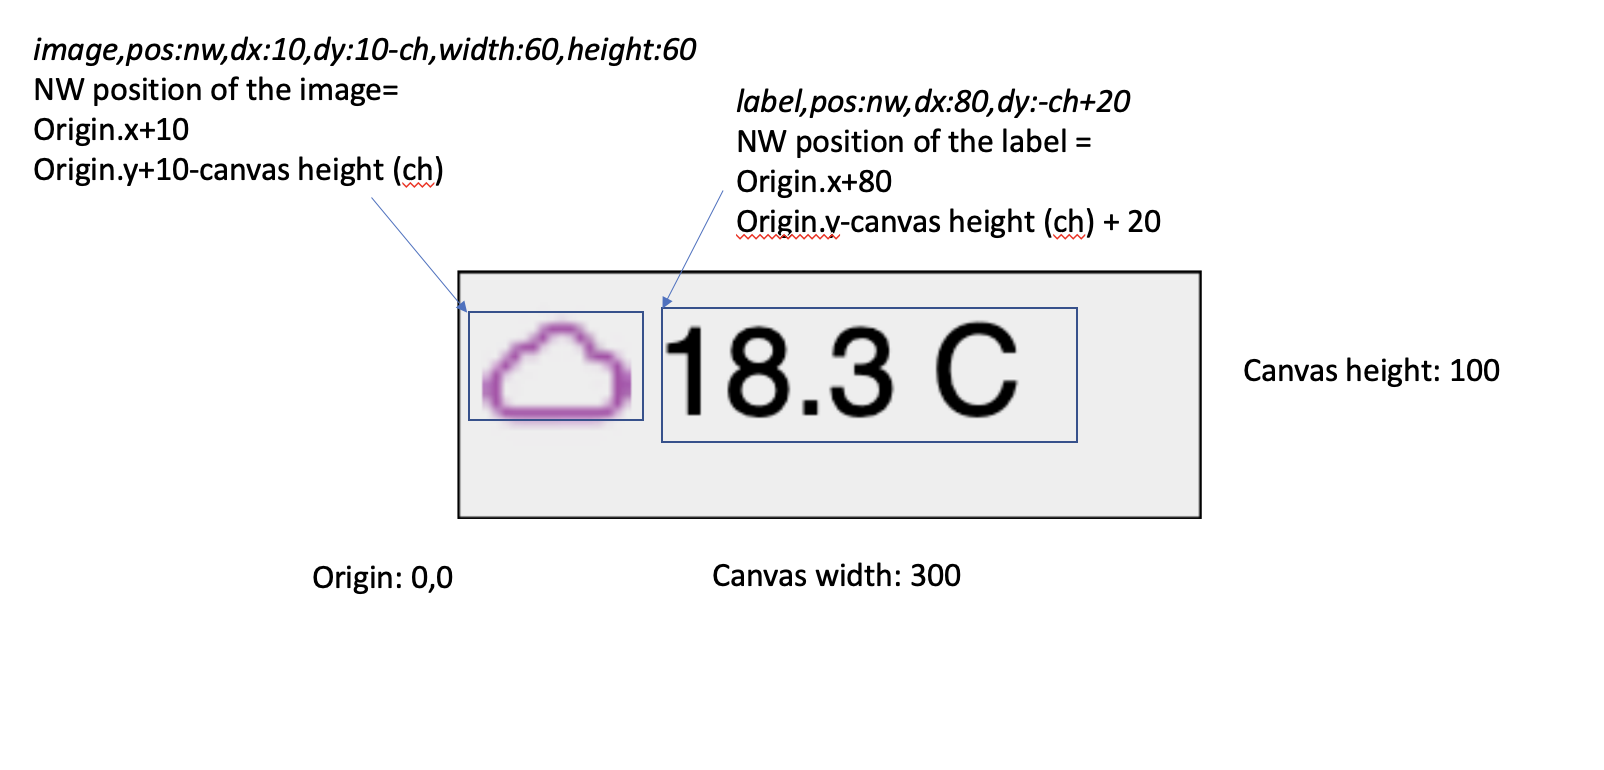 image,pos:nw,dx:10,dy:10-ch,width:60,height:60
NW position of the image=
Origin.x+10
Origin.y+10-canvas height (ch)
label,pos:nw,dx:80,dy:-ch+20
NW position of the label =
Origin.x+80
Origin.y-canvas height (ch) + 20
18.3 C
Canvas height: 100
Origin: 0,0
Canvas width: 300